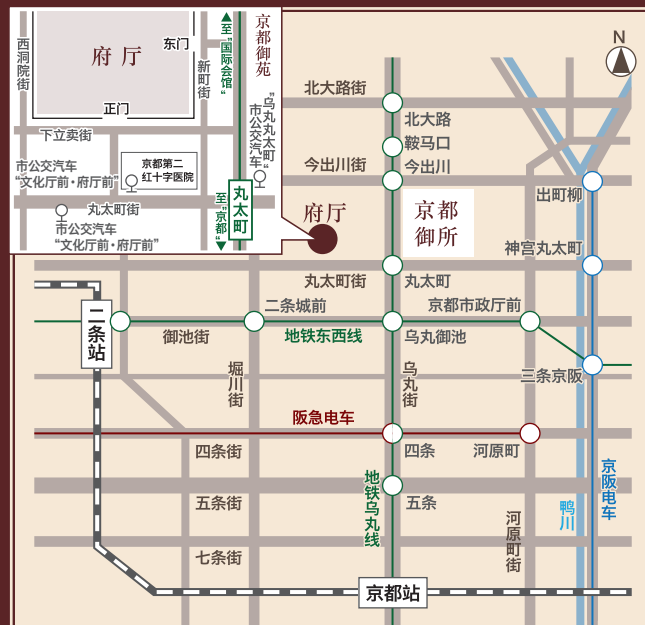 西洞院街
府厅
东门
正门
新町街
至“国际会馆”
京都御苑
下立卖街
市公交汽车
“乌丸丸太町”
市公交汽车
“文化厅前·府厅前”
京都第二
红十字医院
丸太町街
市公交汽车
“文化厅前·府厅前”
至“京都”
丸太町
N
北大路街
北大路
鞍马口
今出川街
今出川
出町柳
府厅
京都
御所
神宫丸太町
丸太町街
丸太町
二条城前
京都市政厅前
二条站
御池街
地铁东西线
乌丸御池
堀川街
乌丸街
三条京阪
阪急电车
四条街
四条
河原町
地铁乌丸线
五条街
五条
河原町街
鸭川
京阪电车
七条街
京都站